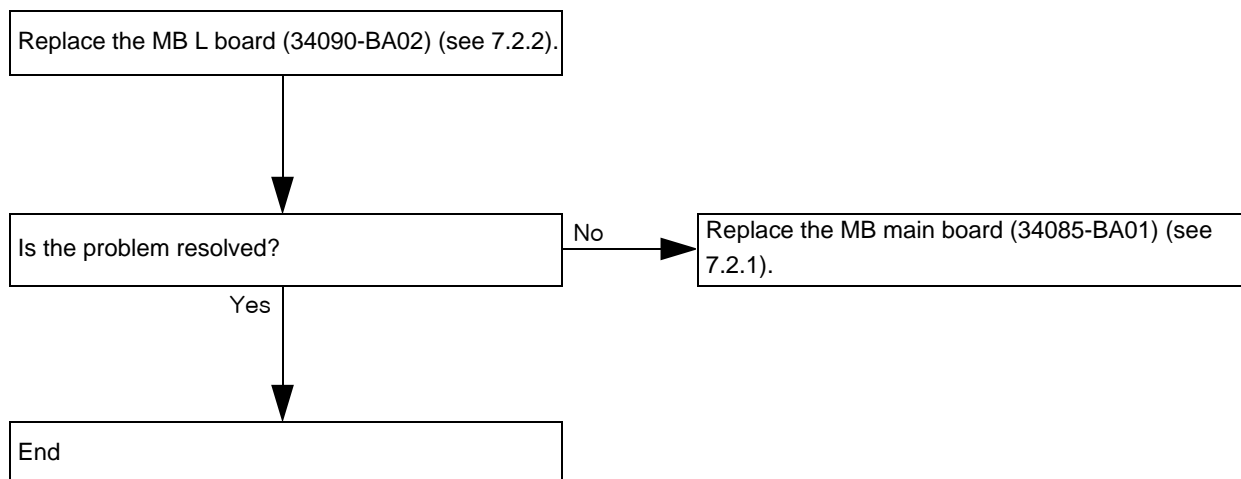 Replace the MB L board (34090-BA02) (see 7.2.2).
Is the problem resolved?
No
Replace the MB main board (34085-BA01) (see
7.2.1).
Yes
End